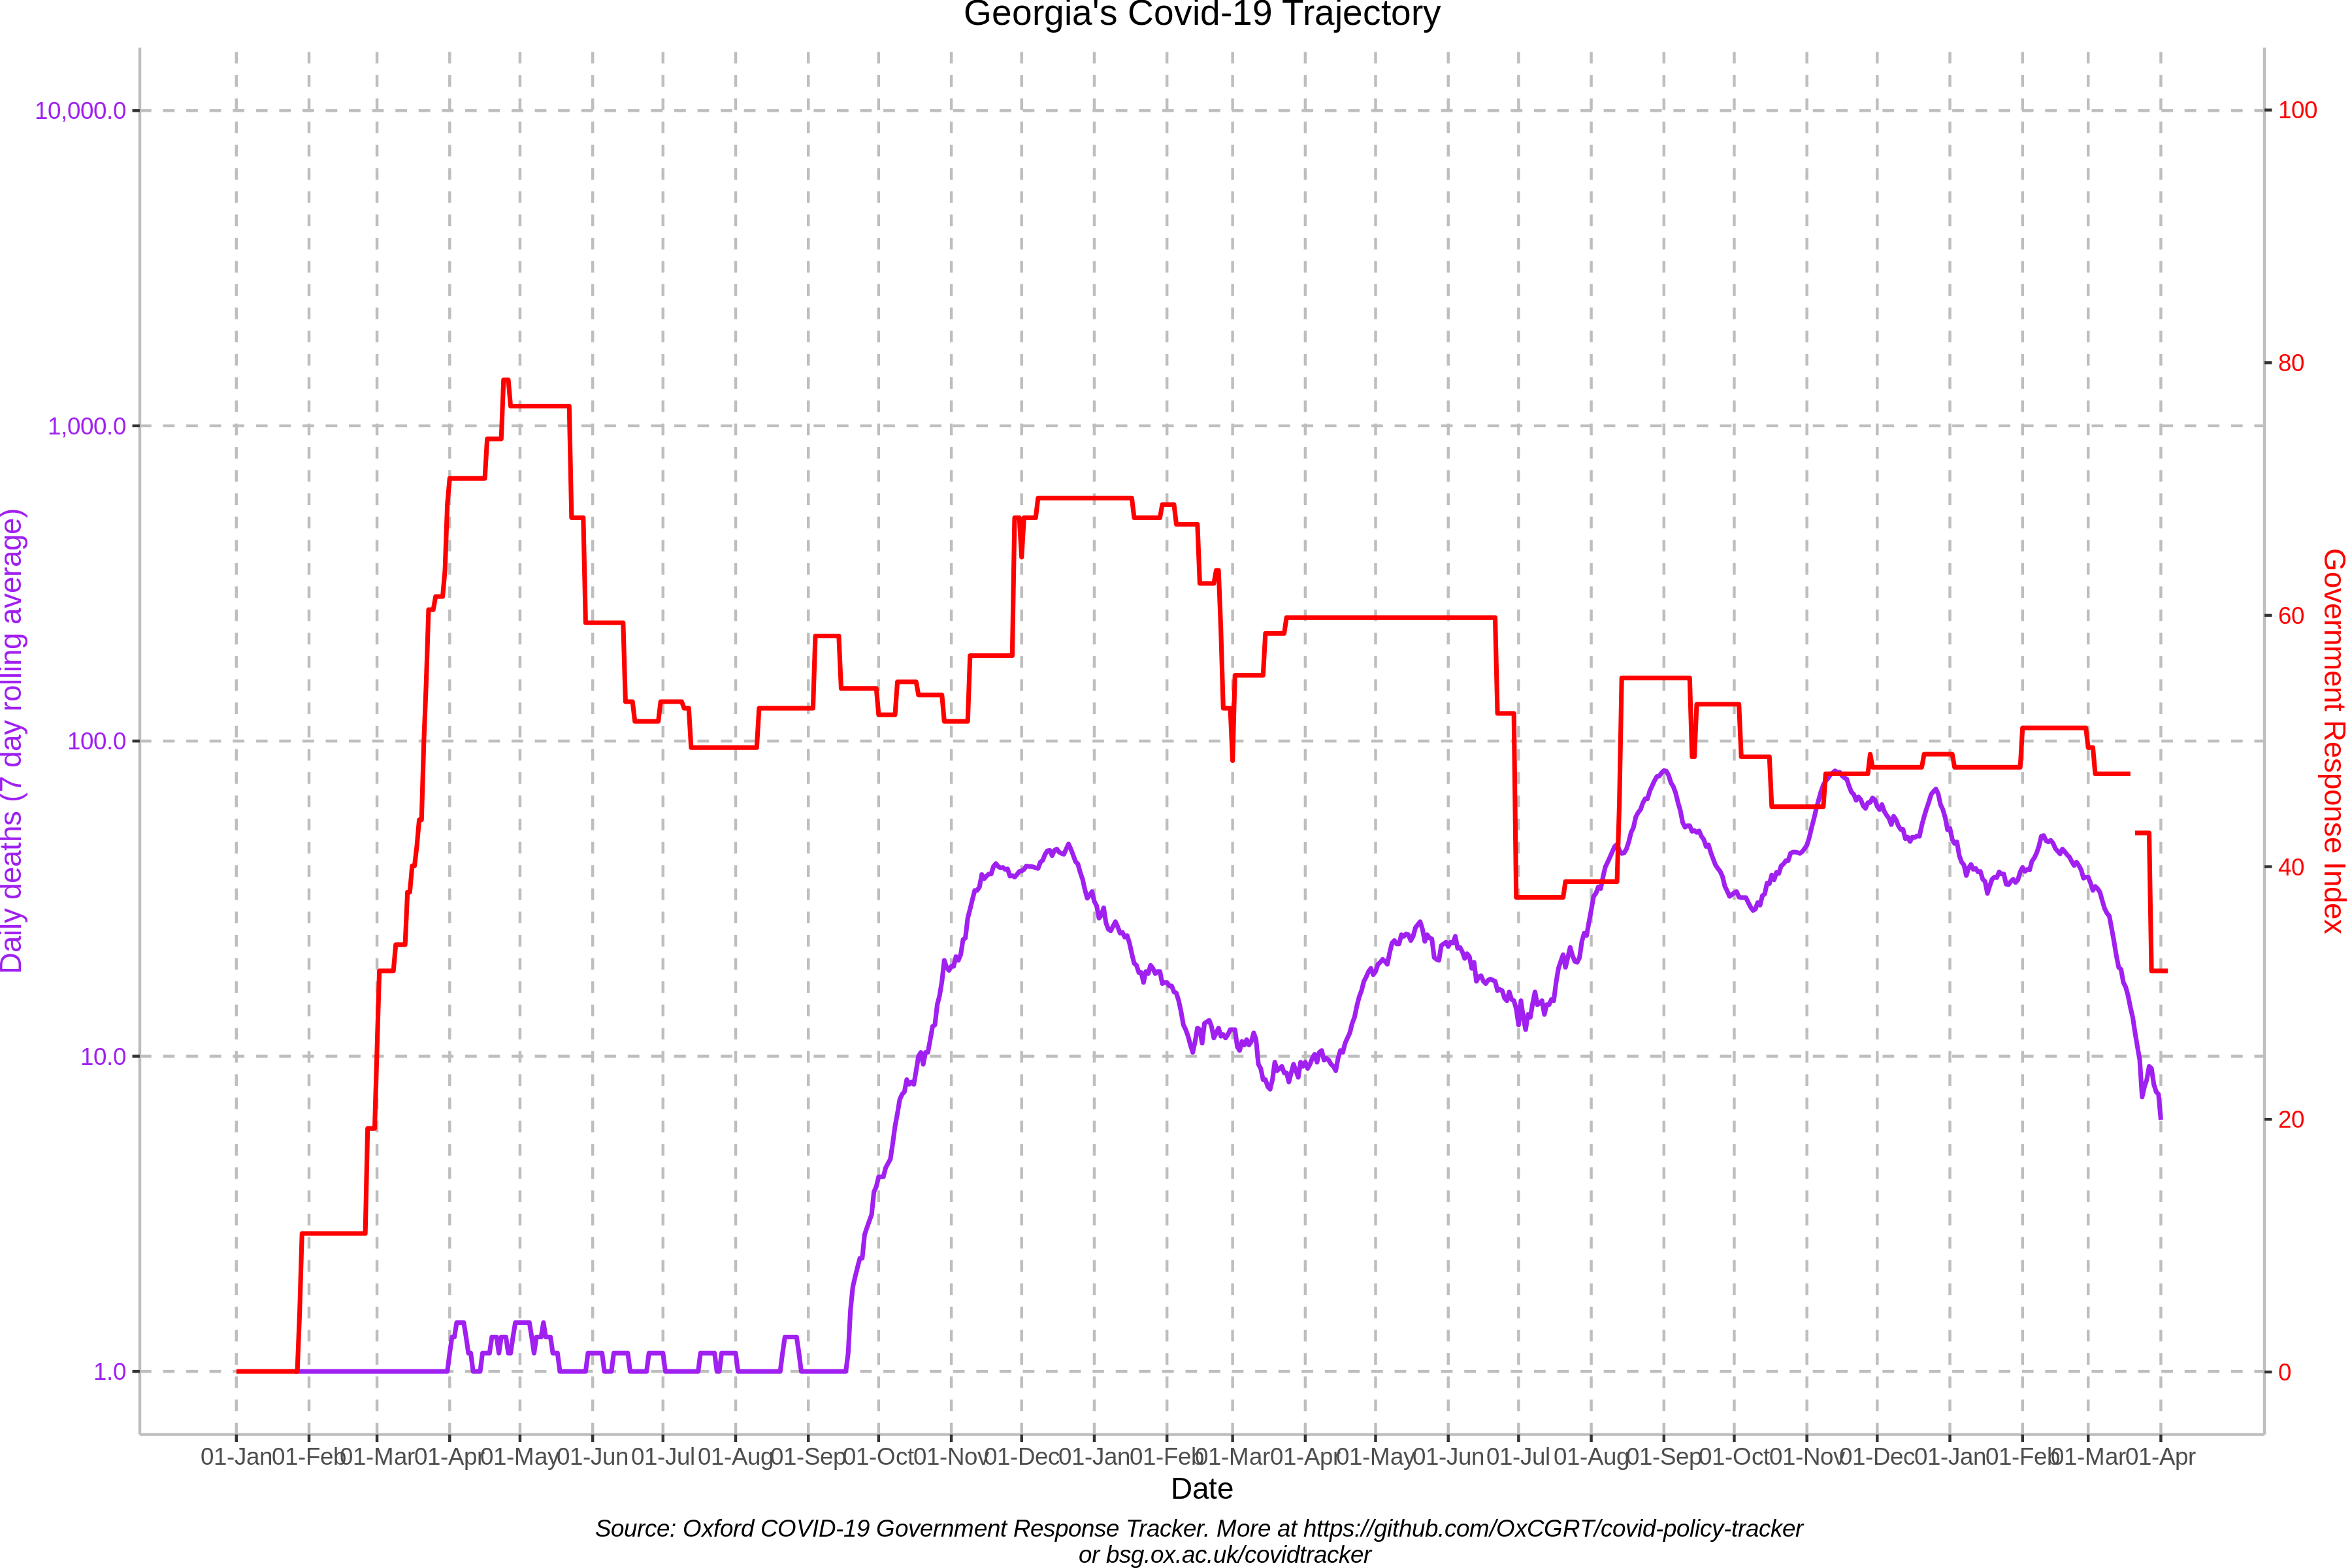 Georgia's Covid-19 Trajectory
10,000.0
1,000.0
100.0
10.0
1.0
Daily deaths (7 day rolling average)
100
80
60
40
20
0
Government Response Index
01-Jan 01-Feb 01-Mar 01-Apr 01-May 01-Jun 01-Jul 01-Aug 01-Sep 01-Oct 01-Nov 01-Dec 01-Jan 01-Feb 01-Mar 01-Apr 01-May 01-Jun 01-Jul 01-Aug 01-Sep 01-Oct 01-Nov 01-Dec 01-Jan 01-Feb 01-Mar 01-Apr
Date
Source: Oxford COVID-19 Government Response Tracker. More at https://github.com/OxCGRT/covid-policy-tracker
or bsg.ox.ac.uk/covidtracker